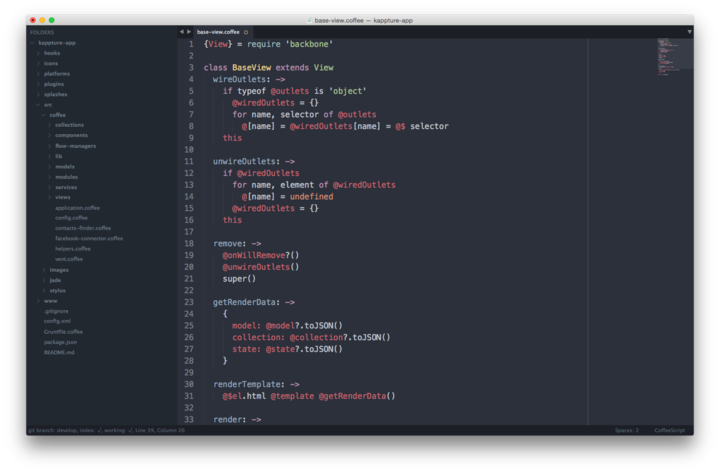 base-view.coffee — kappture-app
FOLDERS
kappture-app
hooks
icons
platforms
plugins
splashes
src
coffee
collections
components
flow-managers
lib
models
modules
services
views
application.coffee
config.coffee
contacts-finder.coffee
facebook-connector.coffee
helpers.coffee
vent.coffee
images
jade
stylus
www
.gitignore
config.xml
Gruntfile.coffee
package.json
README.md
base-view.coffee
1 {View} = require 'backbone'
2
3 class BaseView extends View
4 wireOutlets: ->
5 if typeof @outlets is 'object'
6 @wiredOutlets = {}
7 for name, selector of @outlets
8 @[name] = @wiredOutlets[name] = @$ selector
9 this
10
11 unwireOutlets: ->
12 if @wiredOutlets
13 for name, element of @wiredOutlets
14 @[name] = undefined
15 @wiredOutlets = {}
16 this
17
18 remove: ->
19 @onWillRemove?()
20 @unwireOutlets()
21 super()
22
23 getRenderData: ->
24 {
25 model: @model?.toJSON()
26 collection: @collection?.toJSON()
27 state: @state?.toJSON()
28 }
29
30 renderTemplate: ->
31 @$el.html @template @getRenderData()
32
33 render: ->
git branch: develop, index: ✓, working: ✓, Line 39, Column 20
Spaces: 2
CoffeeScript